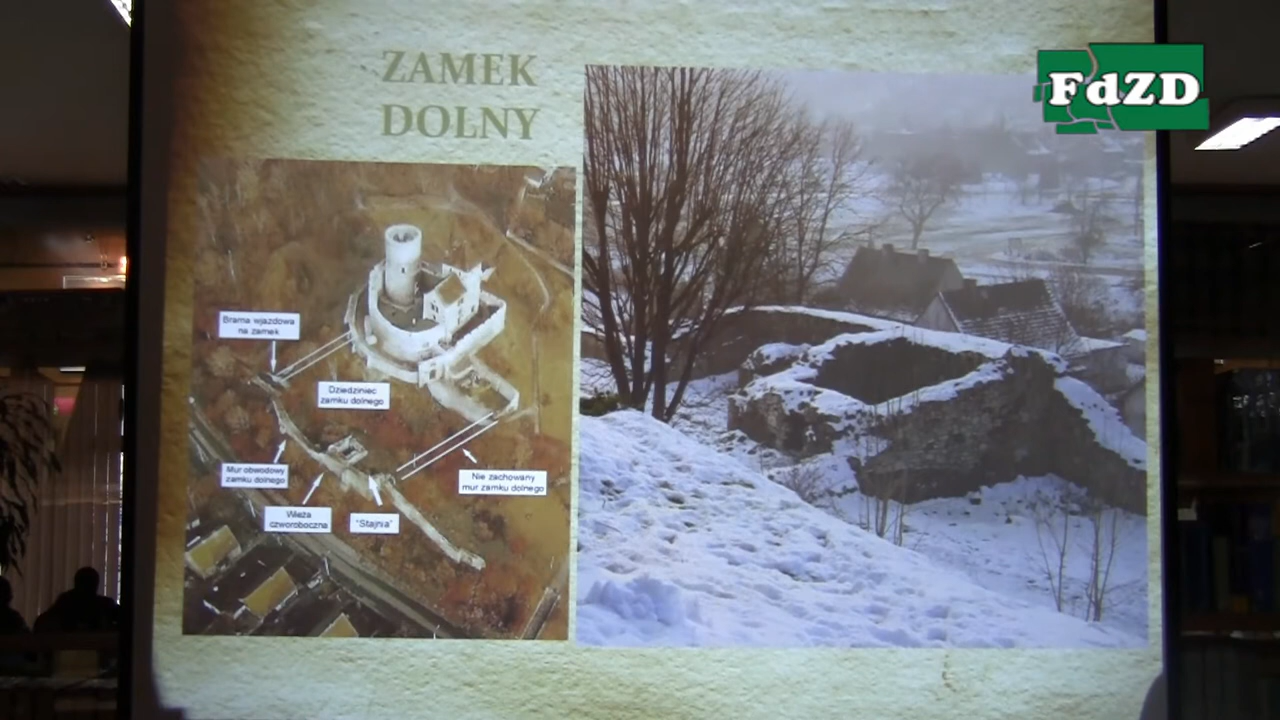 ZAMEK
DOLNY
FdZD
Brama wjazdowa
na zamek
Dziedziniec
zamku dolnego
Mur obwodowy
zamku dolnego
Nie zachowany
mur zamku dolnego
Wieża
czworoboczna
"Stajnia"